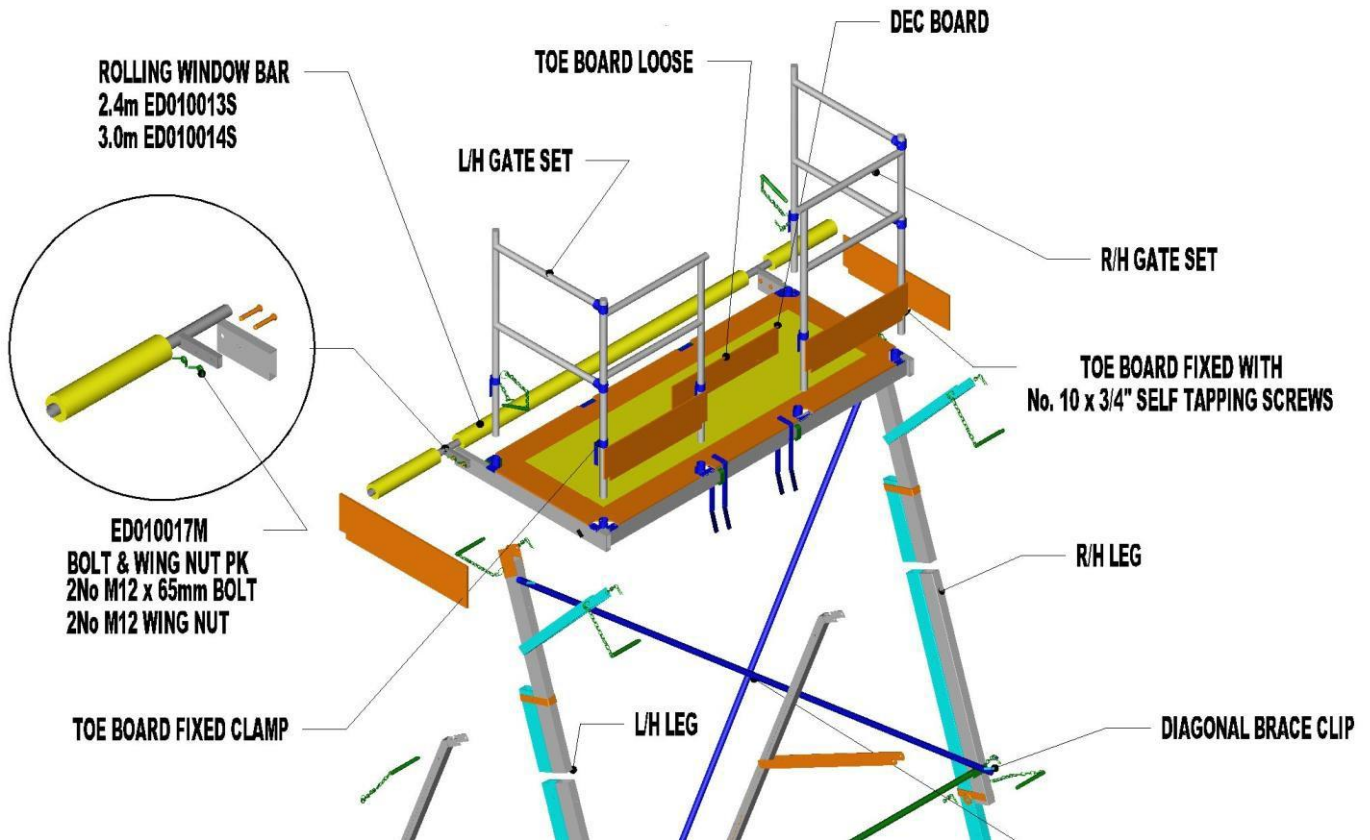 DEC BOARD
TOE BOARD LOOSE
ROLLING WINDOW BAR
2.4m ED010013S
3.0m ED010014S
L/H GATE SET
R/H GATE SET
TOE BOARD FIXED WITH
No. 10 x 3/4" SELF TAPPING SCREWS
ED010017M
BOLT & WING NUT PK
2No M12 x 65mm BOLT
2No M12 WING NUT
R/H LEG
TOE BOARD FIXED CLAMP
L/H LEG
DIAGONAL BRACE CLIP